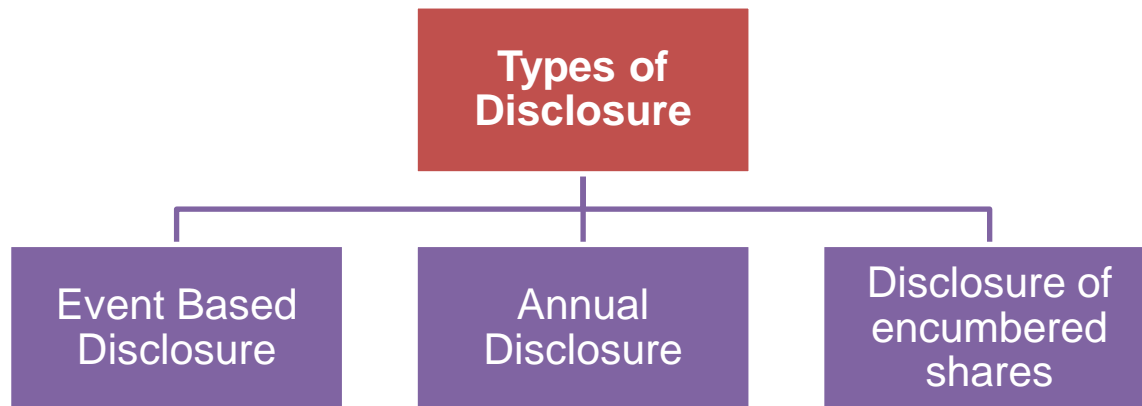 Types of
Disclosure
Event Based
Disclosure
Annual
Disclosure
Disclosure of
encumbered
shares